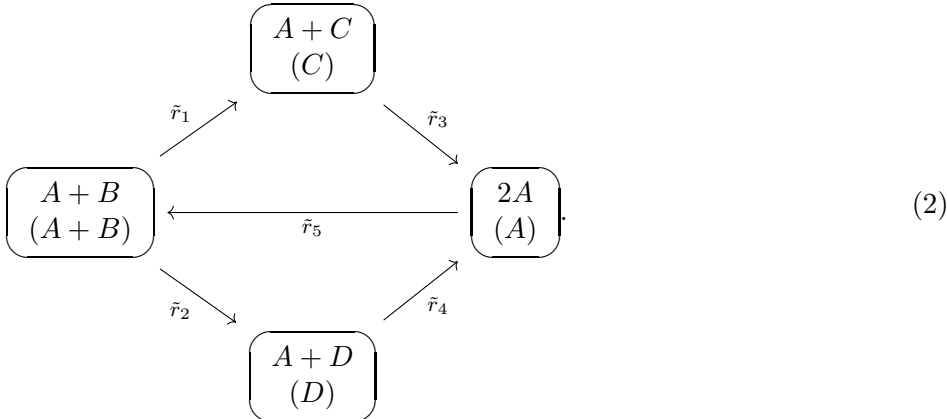 A + C
(C)
r̃₁
r̃₃
A + B
(A + B)
2A
(A)
.
(2)
r̃₅
r̃₂
r̃₄
A + D
(D)